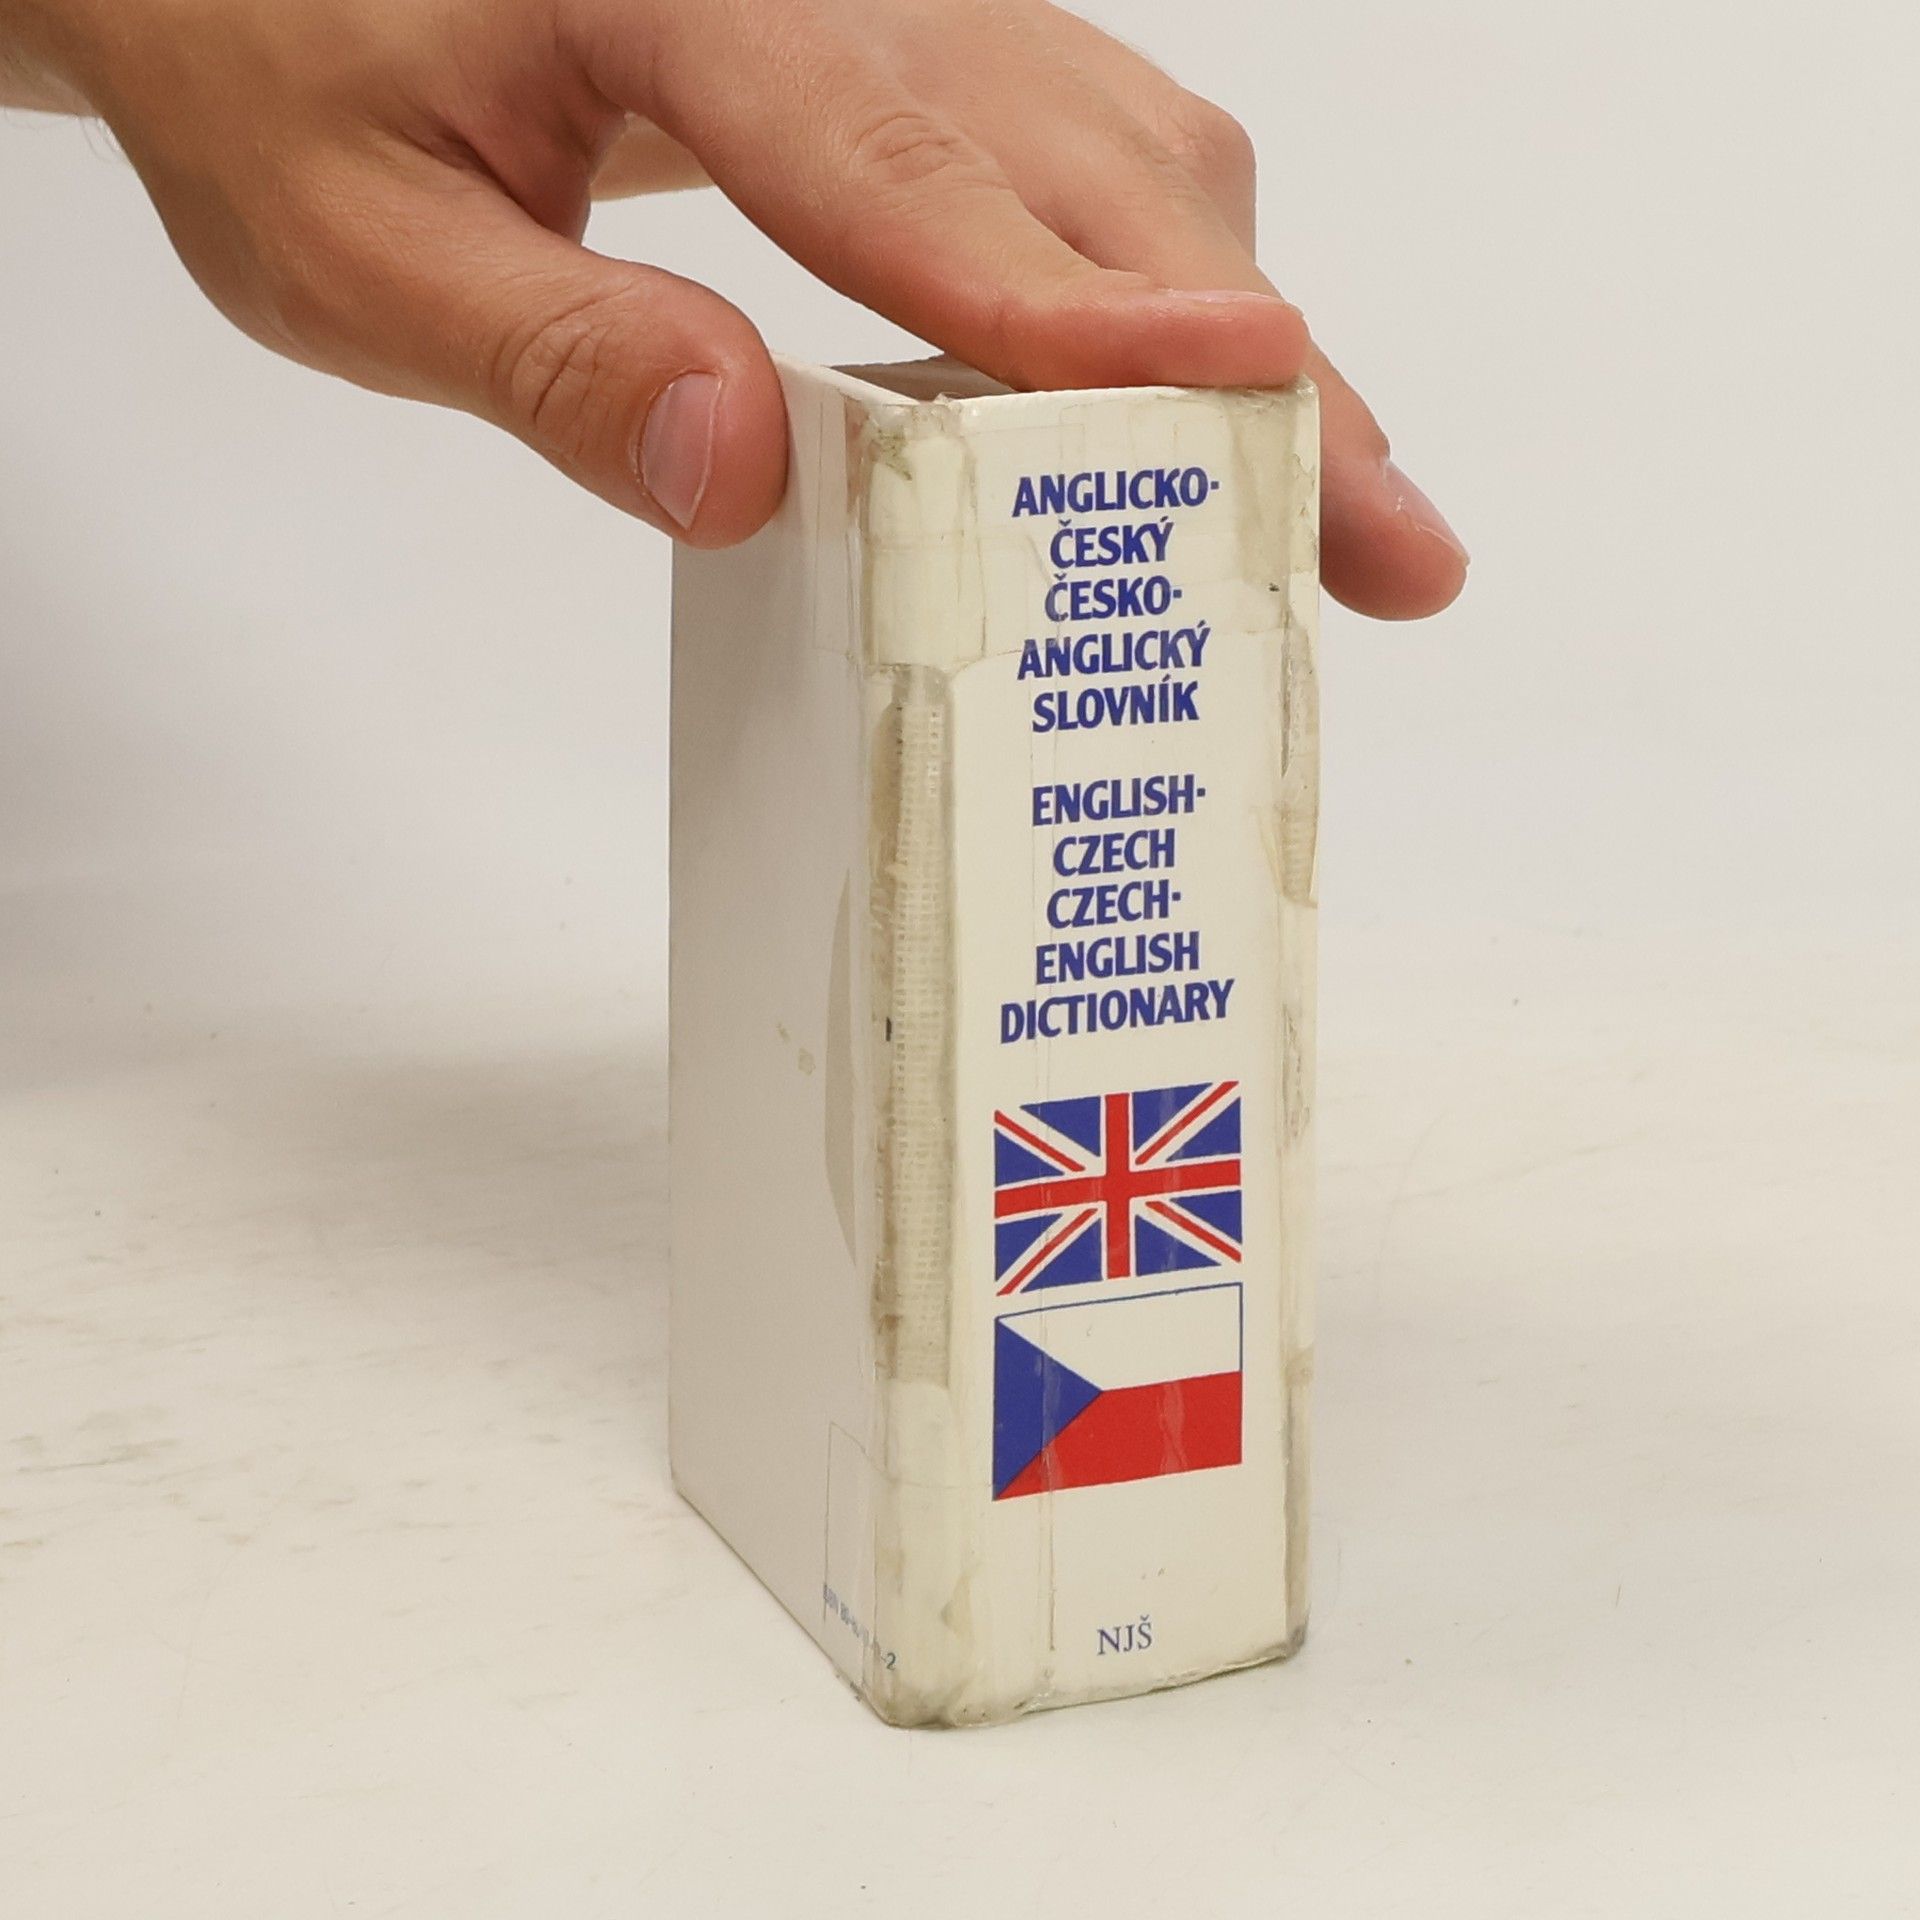 ANGLICKO-
ČESKÝ
ČESKO-
ANGLICKÝ
SLOVNÍK
ENGLISH-
CZECH
CZECH-
ENGLISH
DICTIONARY
NJŠ